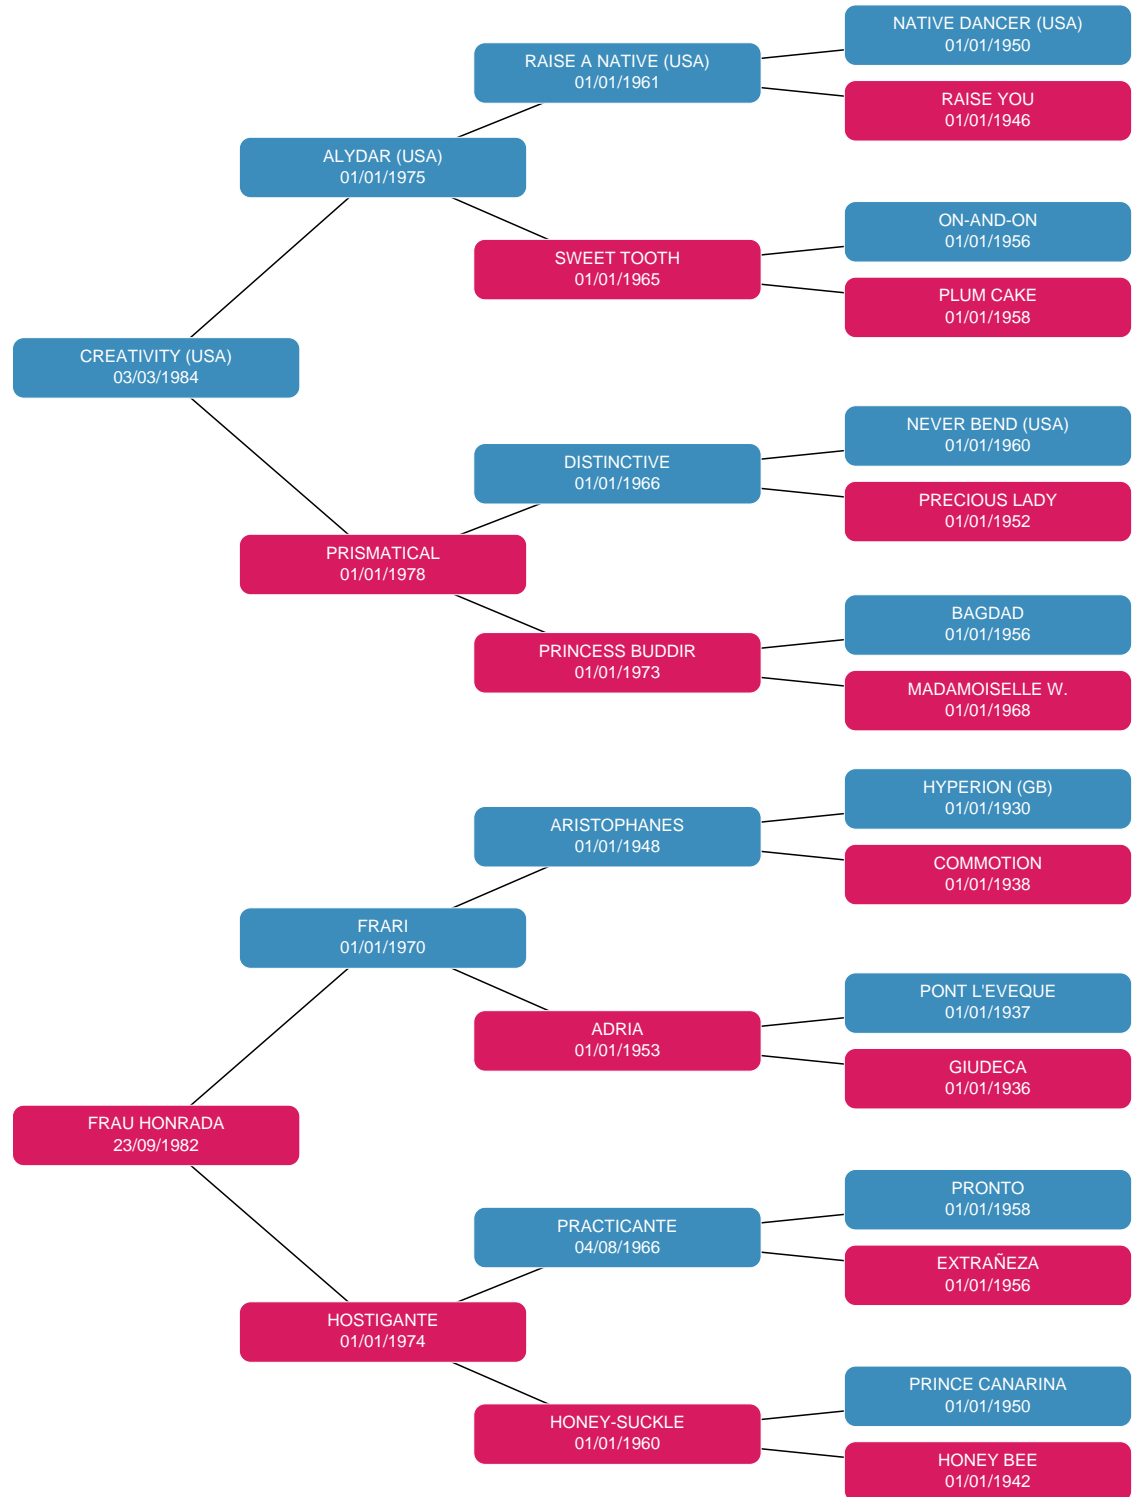 NATIVE DANCER (USA)
01/01/1950
RAISE A NATIVE (USA)
01/01/1961
RAISE YOU
01/01/1946
ALYDAR (USA)
01/01/1975
ON-AND-ON
01/01/1956
SWEET TOOTH
01/01/1965
PLUM CAKE
01/01/1958
CREATIVITY (USA)
03/03/1984
NEVER BEND (USA)
01/01/1960
DISTINCTIVE
01/01/1966
PRECIOUS LADY
01/01/1952
PRISMATICAL
01/01/1978
BAGDAD
01/01/1956
PRINCESS BUDDIR
01/01/1973
MADAMOISELLE W.
01/01/1968
HYPERION (GB)
01/01/1930
ARISTOPHANES
01/01/1948
COMMOTION
01/01/1938
FRARI
01/01/1970
PONT L'EVEQUE
01/01/1937
ADRIA
01/01/1953
GIUDECA
01/01/1936
FRAU HONRADA
23/09/1982
PRONTO
01/01/1958
PRACTICANTE
04/08/1966
EXTRAÑEZA
01/01/1956
HOSTIGANTE
01/01/1974
PRINCE CANARINA
01/01/1950
HONEY-SUCKLE
01/01/1960
HONEY BEE
01/01/1942